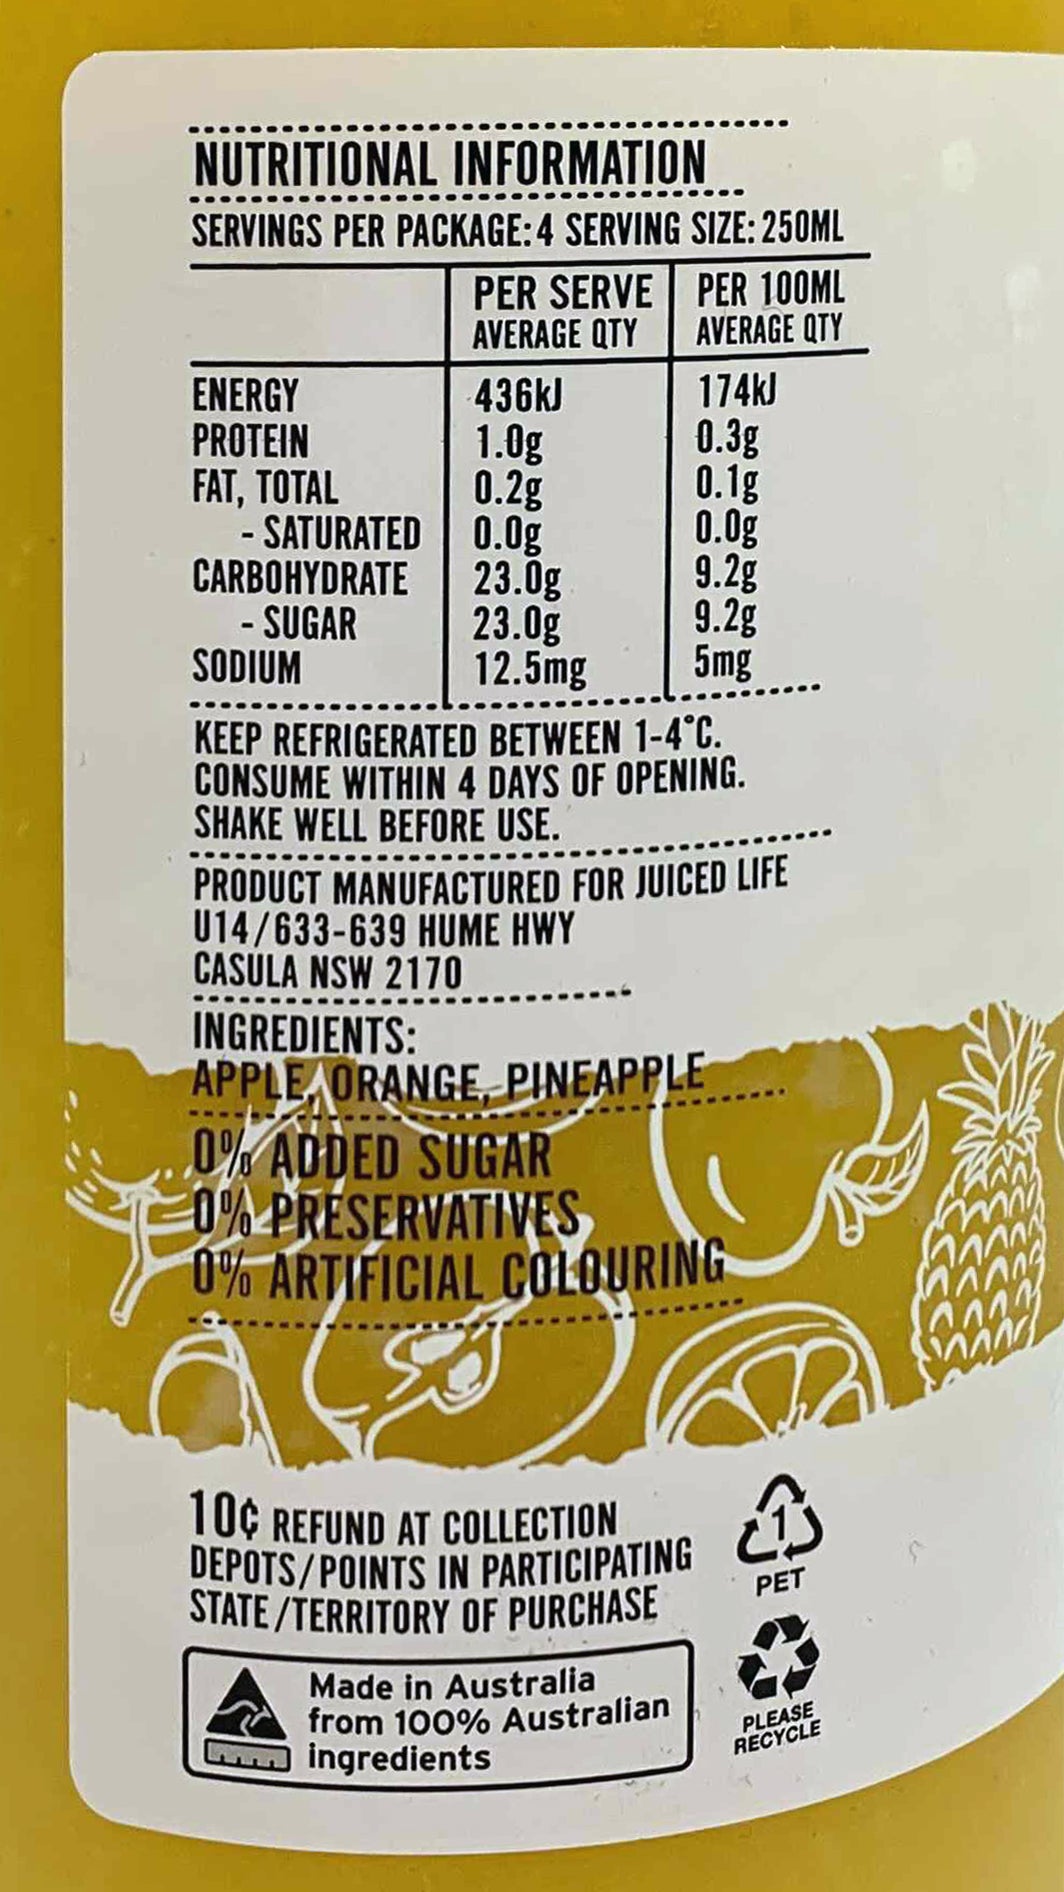 NUTRITIONAL INFORMATION
SERVINGS PER PACKAGE: 4 SERVING SIZE: 250ML
PER SERVE PER 100ML
AVERAGE QTY AVERAGE QTY
ENERGY 436kJ 174kJ
PROTEIN 1.0g 0.3g
FAT, TOTAL 0.2g 0.1g
- SATURATED 0.0g 0.0g
CARBOHYDRATE 23.0g 9.2g
- SUGAR 23.0g 9.2g
SODIUM 12.5mg 5mg
KEEP REFRIGERATED BETWEEN 1-4°C.
CONSUME WITHIN 4 DAYS OF OPENING.
SHAKE WELL BEFORE USE.
PRODUCT MANUFACTURED FOR JUICED LIFE
U14/633-639 HUME HWY
CASULA NSW 2170
INGREDIENTS:
APPLE, ORANGE, PINEAPPLE
0% ADDED SUGAR
0% PRESERVATIVES
0% ARTIFICIAL COLOURING
10¢ REFUND AT COLLECTION
DEPOTS/POINTS IN PARTICIPATING
STATE/TERRITORY OF PURCHASE
1
PET
Made in Australia
from 100% Australian
ingredients
PLEASE
RECYCLE